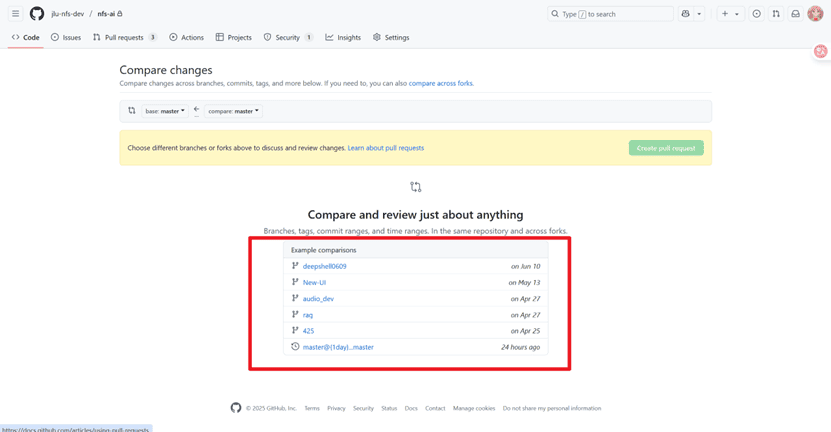 jlu-nfs-dev / nfs-ai
Type / to search
Code Issues Pull requests 3 Actions Projects Security 1 Insights Settings
Compare changes
Compare changes across branches, commits, tags, and more below. If you need to, you can also compare across forks.
base: master compare: master
Choose different branches or forks above to discuss and review changes. Learn about pull requests Create pull request
Compare and review just about anything
Branches, tags, commit ranges, and time ranges. In the same repository and across forks.
Example comparisons
deepshell0609 on Jun 10
New-UI on May 13
audio_dev on Apr 27
rag on Apr 27
425 on Apr 25
master@{1day}...master 24 hours ago
© 2025 GitHub, Inc. Terms Privacy Security Status Docs Contact Manage cookies Do not share my personal information
https://docs.github.com/articles/using-pull-requests